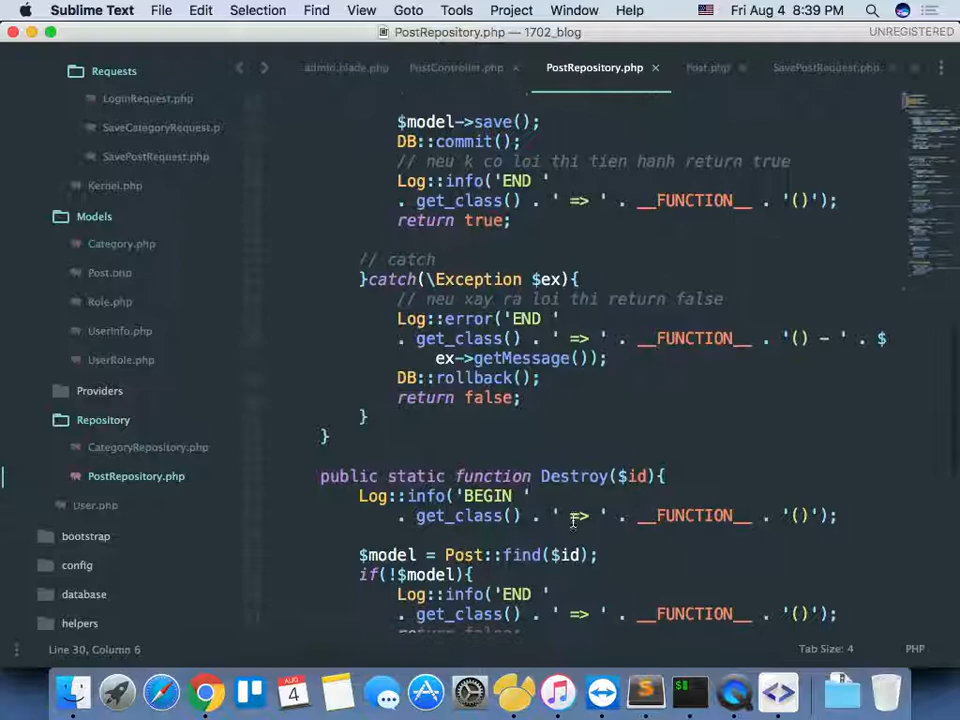 Sublime Text File Edit Selection Find View Goto Tools Project Window Help Fri Aug 4 8:39 PM
PostRepository.php — 1702_blog UNREGISTERED
Requests
LoginRequest.php
SaveCategoryRequest.p
SavePostRequest.php
Kernel.php
Models
Category.php
Post.php
Role.php
UserInfo.php
UserRole.php
Providers
Repository
CategoryRepository.php
PostRepository.php
User.php
bootstrap
config
database
helpers
admin.blade.php PostController.php × PostRepository.php × Post.php SavePostRequest.php
$model->save();
DB::commit();
// neu k co loi thi tien hanh return true
Log::info('END '
. get_class() . ' => ' . __FUNCTION__ . '()');
return true;
// catch
}catch(\Exception $ex){
// neu xay ra loi thi return false
Log::error('END '
. get_class() . ' => ' . __FUNCTION__ . '() - ' . $
ex->getMessage());
DB::rollback();
return false;
}
}
public static function Destroy($id){
Log::info('BEGIN '
. get_class() . ' => ' . __FUNCTION__ . '()');
$model = Post::find($id);
if(!$model){
Log::info('END '
. get_class() . ' => ' . __FUNCTION__ . '()');
return false;
Line 30, Column 6 Tab Size: 4 PHP
AUG
4